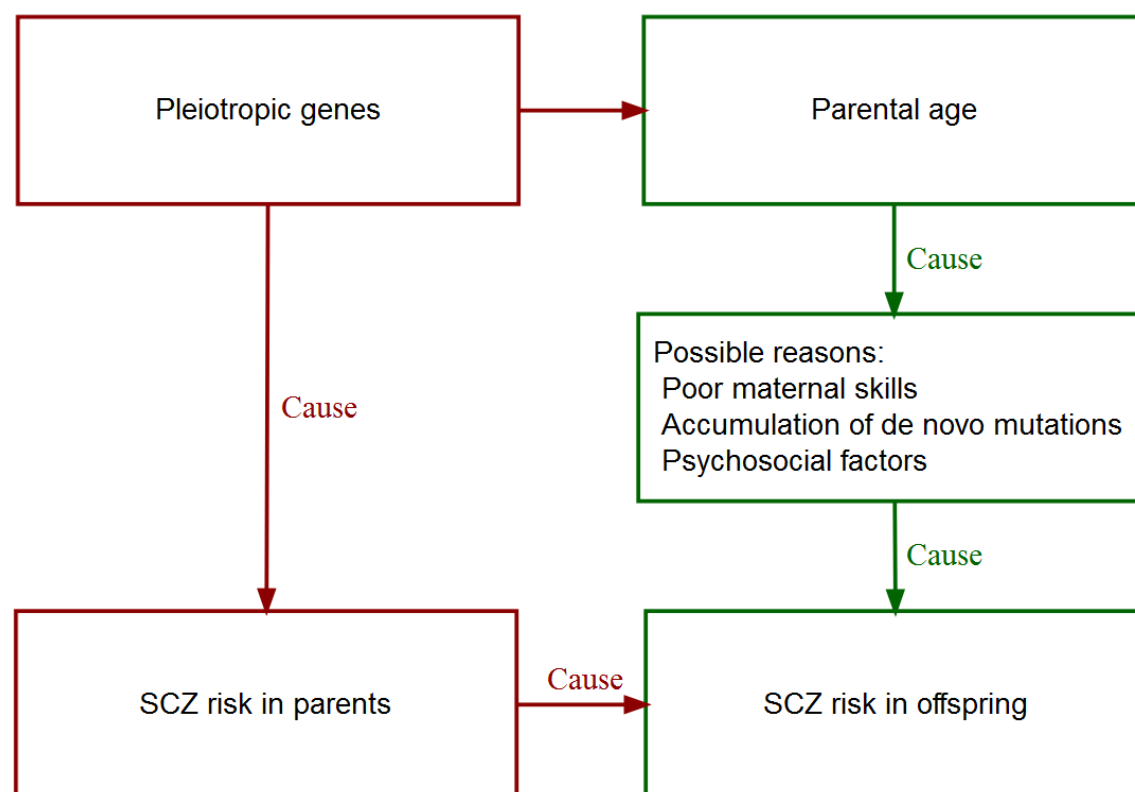 Pleiotropic genes
Parental age
Cause
Possible reasons:
Poor maternal skills
Accumulation of de novo mutations
Psychosocial factors
Cause
Cause
SCZ risk in parents
Cause
SCZ risk in offspring